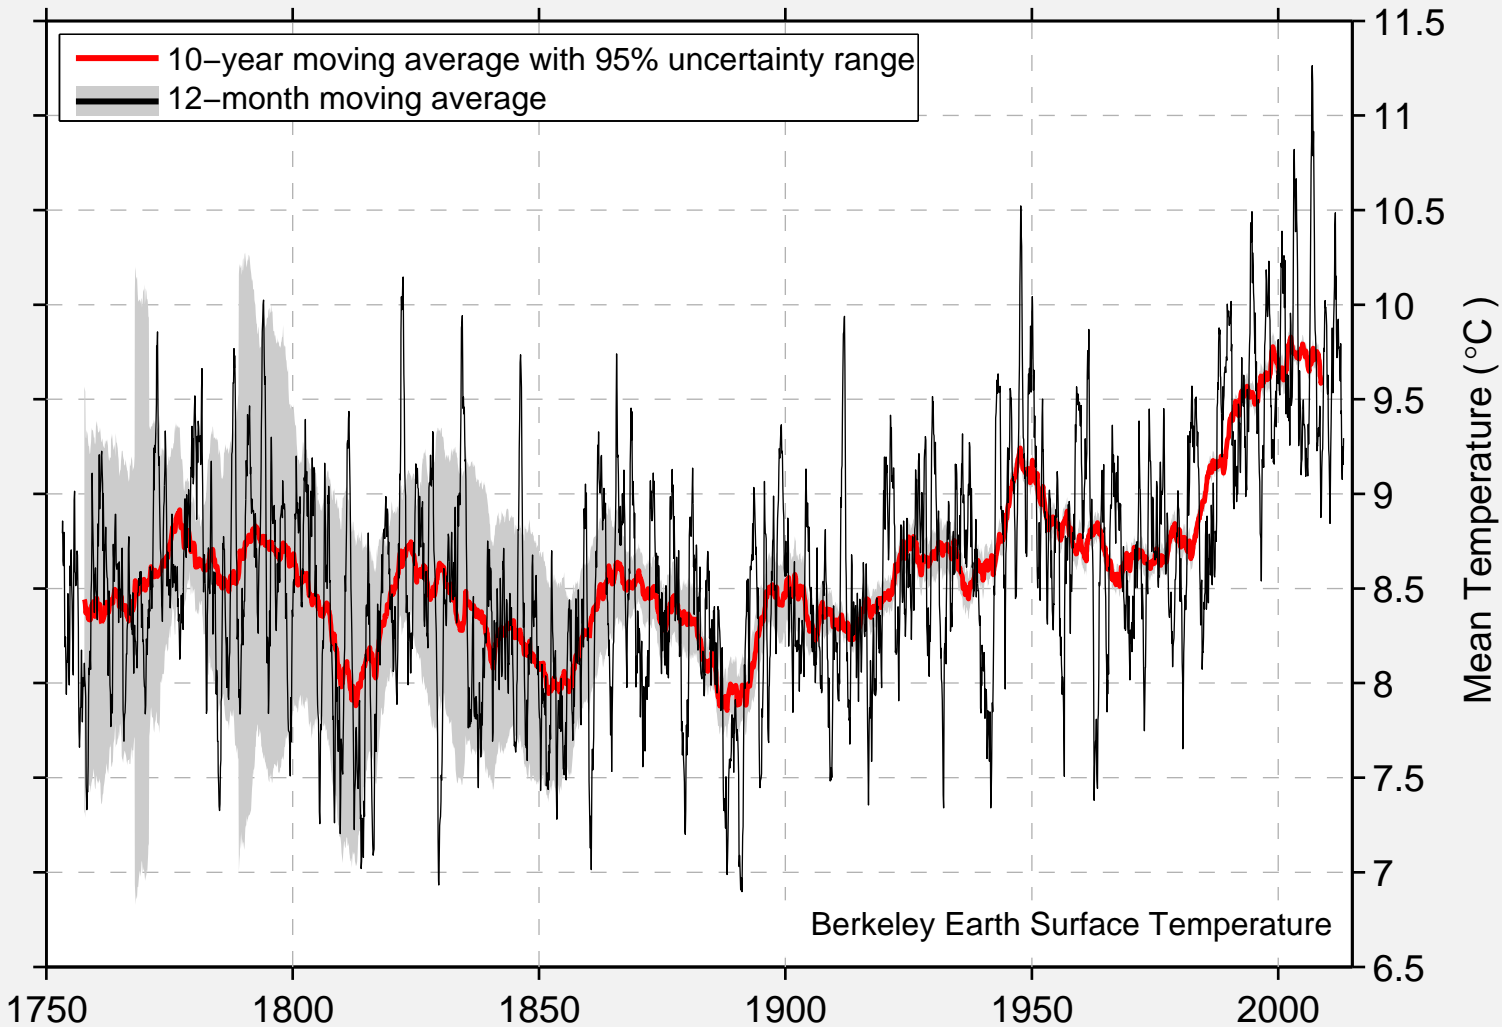 10−year moving average with 95% uncertainty range
12−month moving average
11.5
11
10.5
10
9.5
9
8.5
8
7.5
7
6.5
Mean Temperature (°C )
Berkeley Earth Surface Temperature
1750 1800 1850 1900 1950 2000